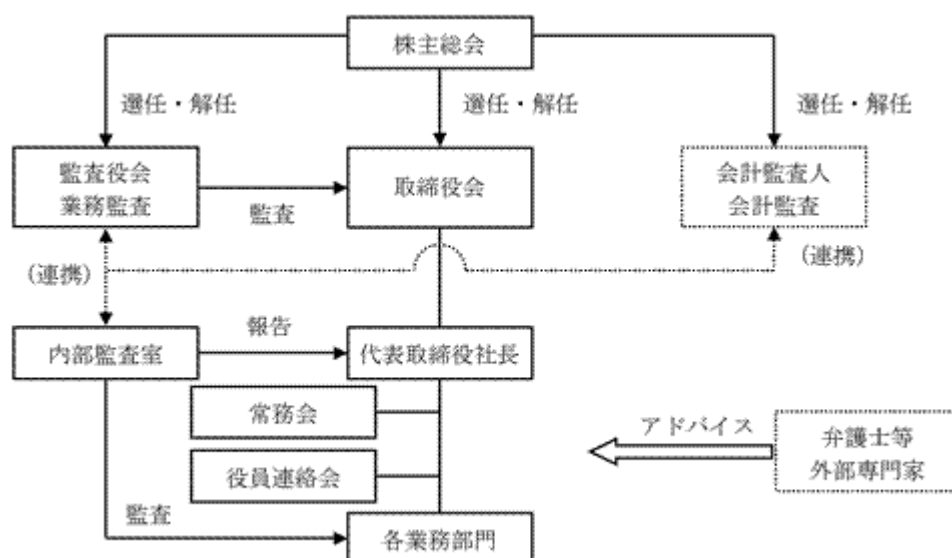 株主総会
選任・解任
選任・解任
選任・解任
監査役会
業務監査
監査
取締役会
会計監査人
会計監査
(連携)
(連携)
内部監査室
報告
代表取締役社長
常務会
役員連絡会
アドバイス
弁護士等
外部専門家
監査
各業務部門